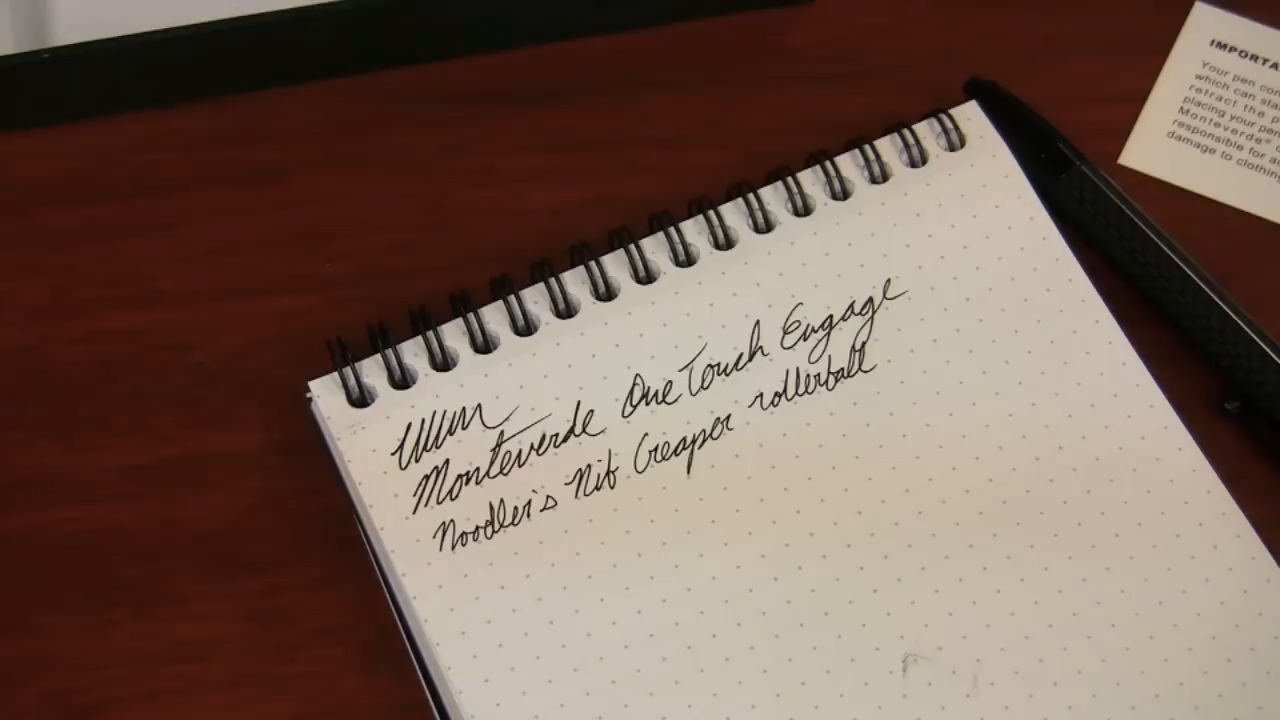 Monteverde One Touch Engage
Noodler's Nib Creaper rollerball
IMPORTA
Your pen con
which can sta
retract the p
placing your pen
Monteverde®
responsible for a
damage to clothin